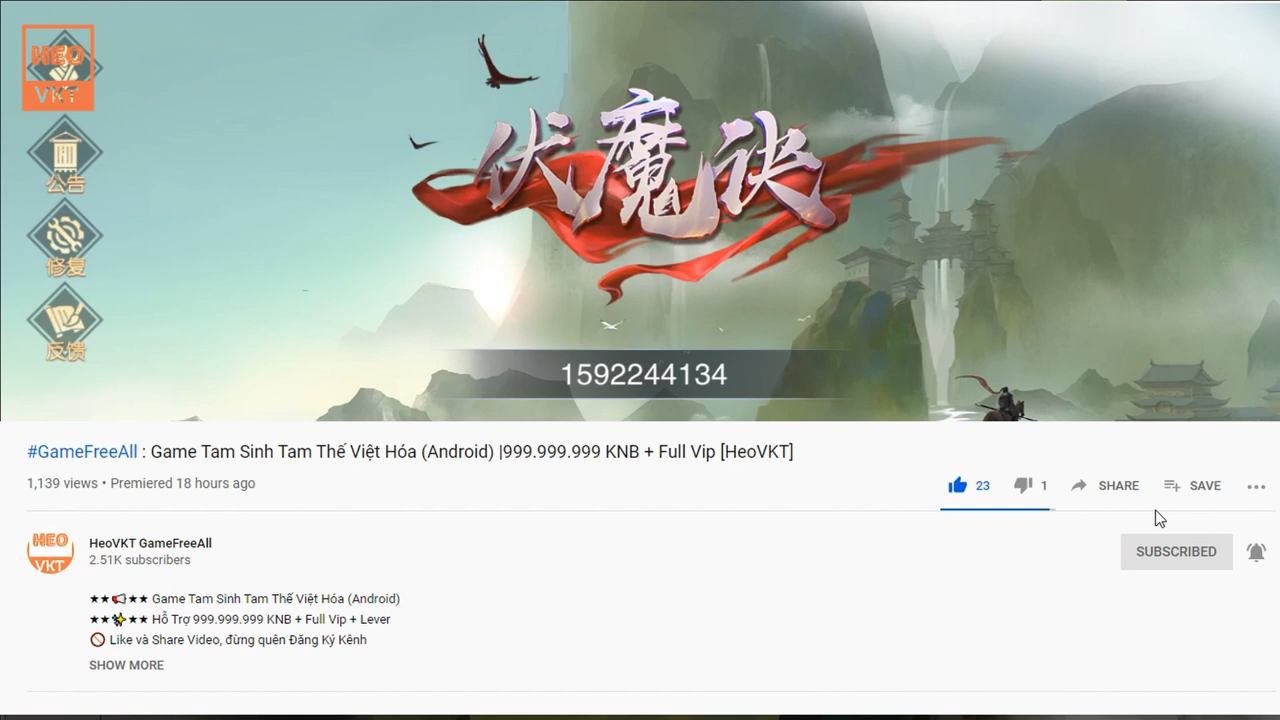 HEO
VKT
公告
修复
反馈
伏魔诀
1592244134
#GameFreeAll : Game Tam Sinh Tam Thế Việt Hóa (Android) |999.999.999 KNB + Full Vip [HeoVKT]
1,139 views • Premiered 18 hours ago
23
1
SHARE
SAVE
HEO
VKT
HeoVKT GameFreeAll
2.51K subscribers
SUBSCRIBED
★★📢★★ Game Tam Sinh Tam Thế Việt Hóa (Android)
★★✨★★ Hỗ Trợ 999.999.999 KNB + Full Vip + Lever
🚫 Like và Share Video, đừng quên Đăng Ký Kênh
SHOW MORE